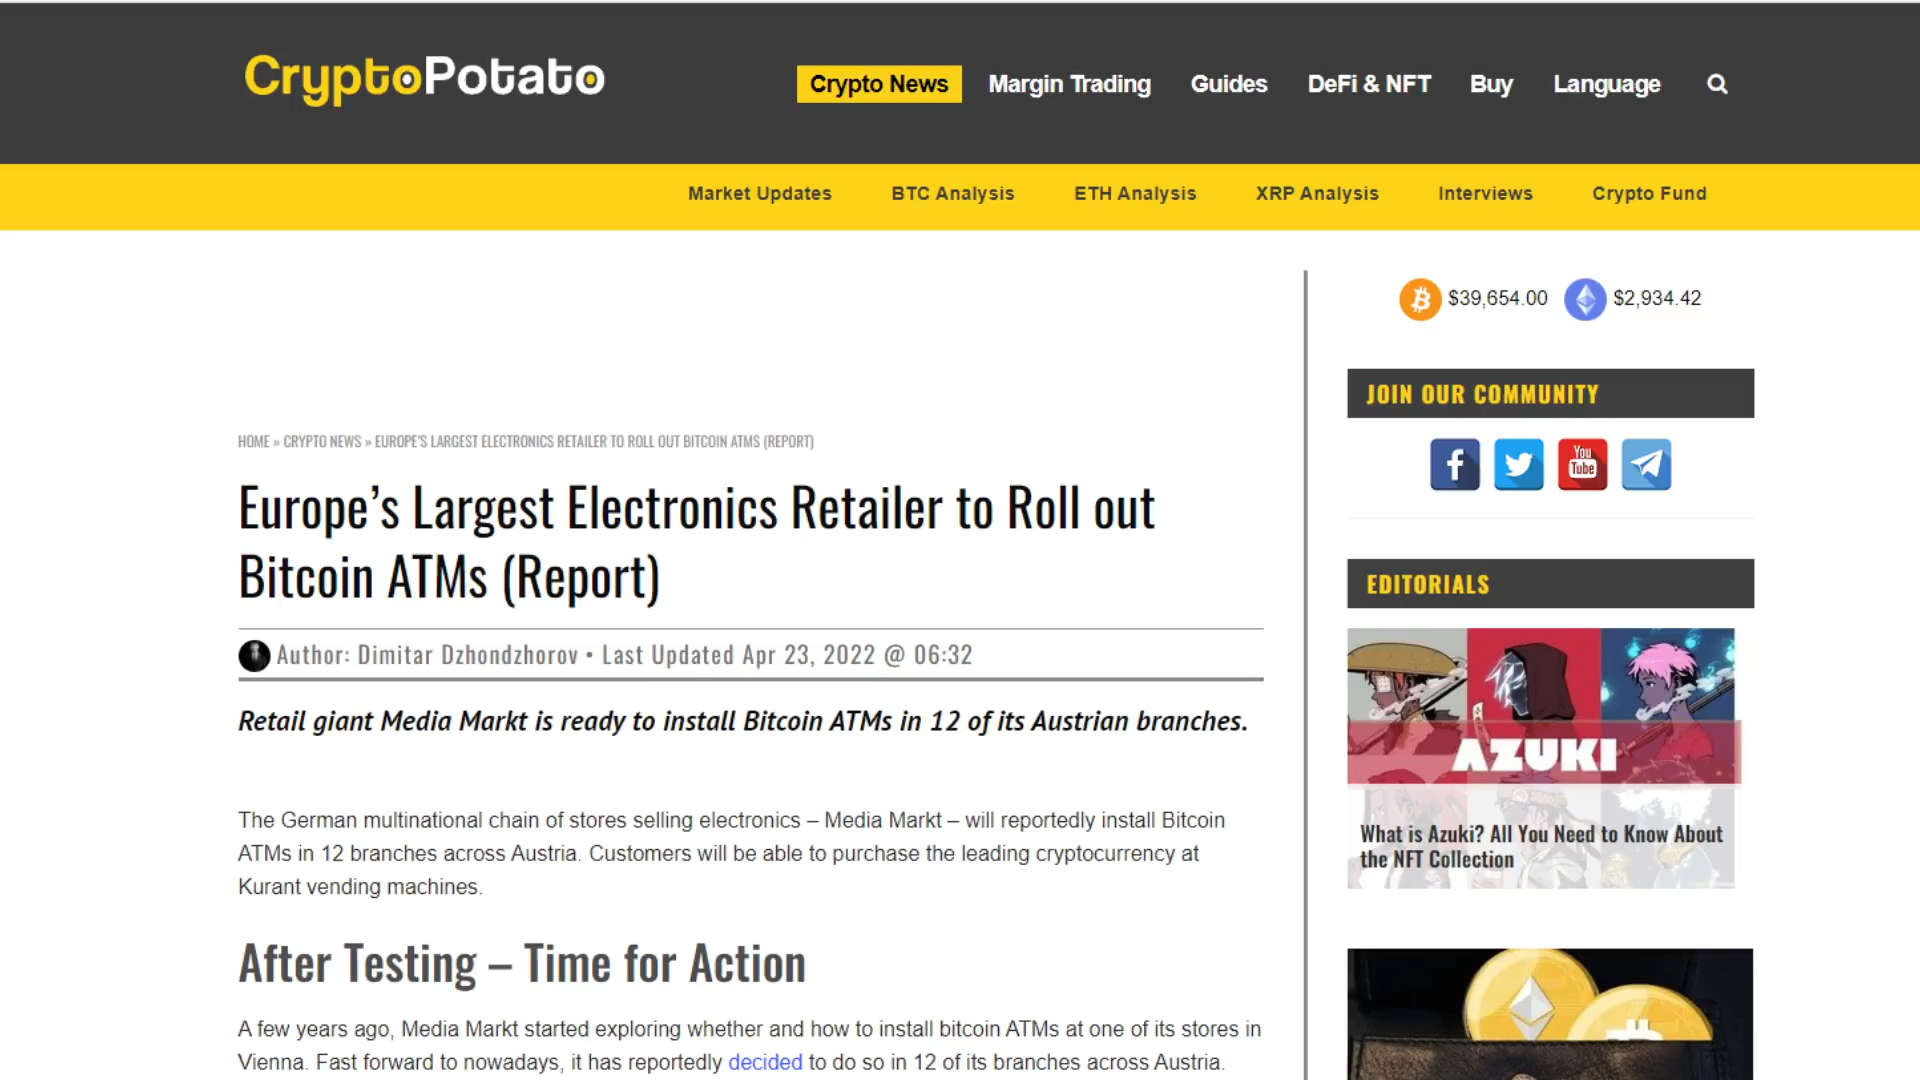 CryptoPotato
Crypto News Margin Trading Guides DeFi & NFT Buy Language
Market Updates BTC Analysis ETH Analysis XRP Analysis Interviews Crypto Fund
$39,654.00 $2,934.42
JOIN OUR COMMUNITY
You
Tube
HOME » CRYPTO NEWS » EUROPE'S LARGEST ELECTRONICS RETAILER TO ROLL OUT BITCOIN ATMS (REPORT)
Europe's Largest Electronics Retailer to Roll out
Bitcoin ATMs (Report)
Author: Dimitar Dzhondzhorov • Last Updated Apr 23, 2022 @ 06:32
Retail giant Media Markt is ready to install Bitcoin ATMs in 12 of its Austrian branches.
The German multinational chain of stores selling electronics – Media Markt – will reportedly install Bitcoin
ATMs in 12 branches across Austria. Customers will be able to purchase the leading cryptocurrency at
Kurant vending machines.
After Testing – Time for Action
A few years ago, Media Markt started exploring whether and how to install bitcoin ATMs at one of its stores in
Vienna. Fast forward to nowadays, it has reportedly decided to do so in 12 of its branches across Austria.
EDITORIALS
AZUKI
What is Azuki? All You Need to Know About
the NFT Collection